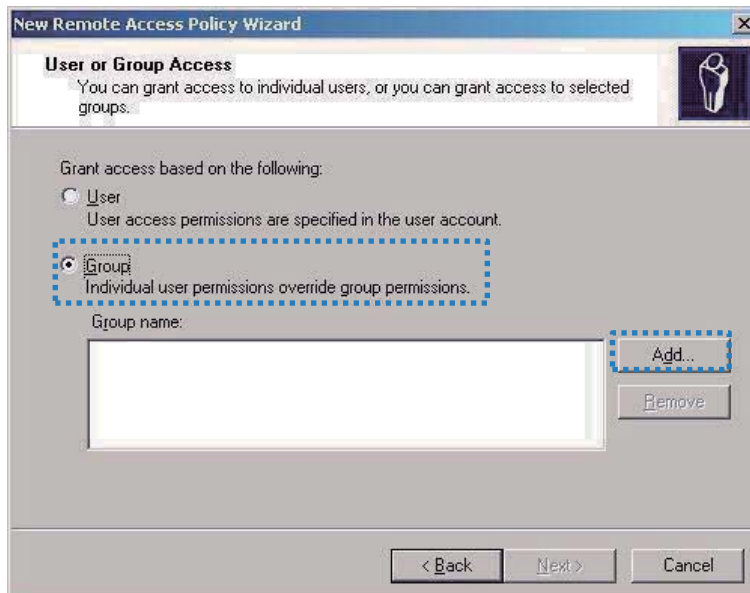 New Remote Access Policy Wizard
User or Group Access
You can grant access to individual users, or you can grant access to selected
groups.
Grant access based on the following:
User
User access permissions are specified in the user account.
Group
Individual user permissions override group permissions.
Group name:
Add...
Remove
< Back
Next >
Cancel